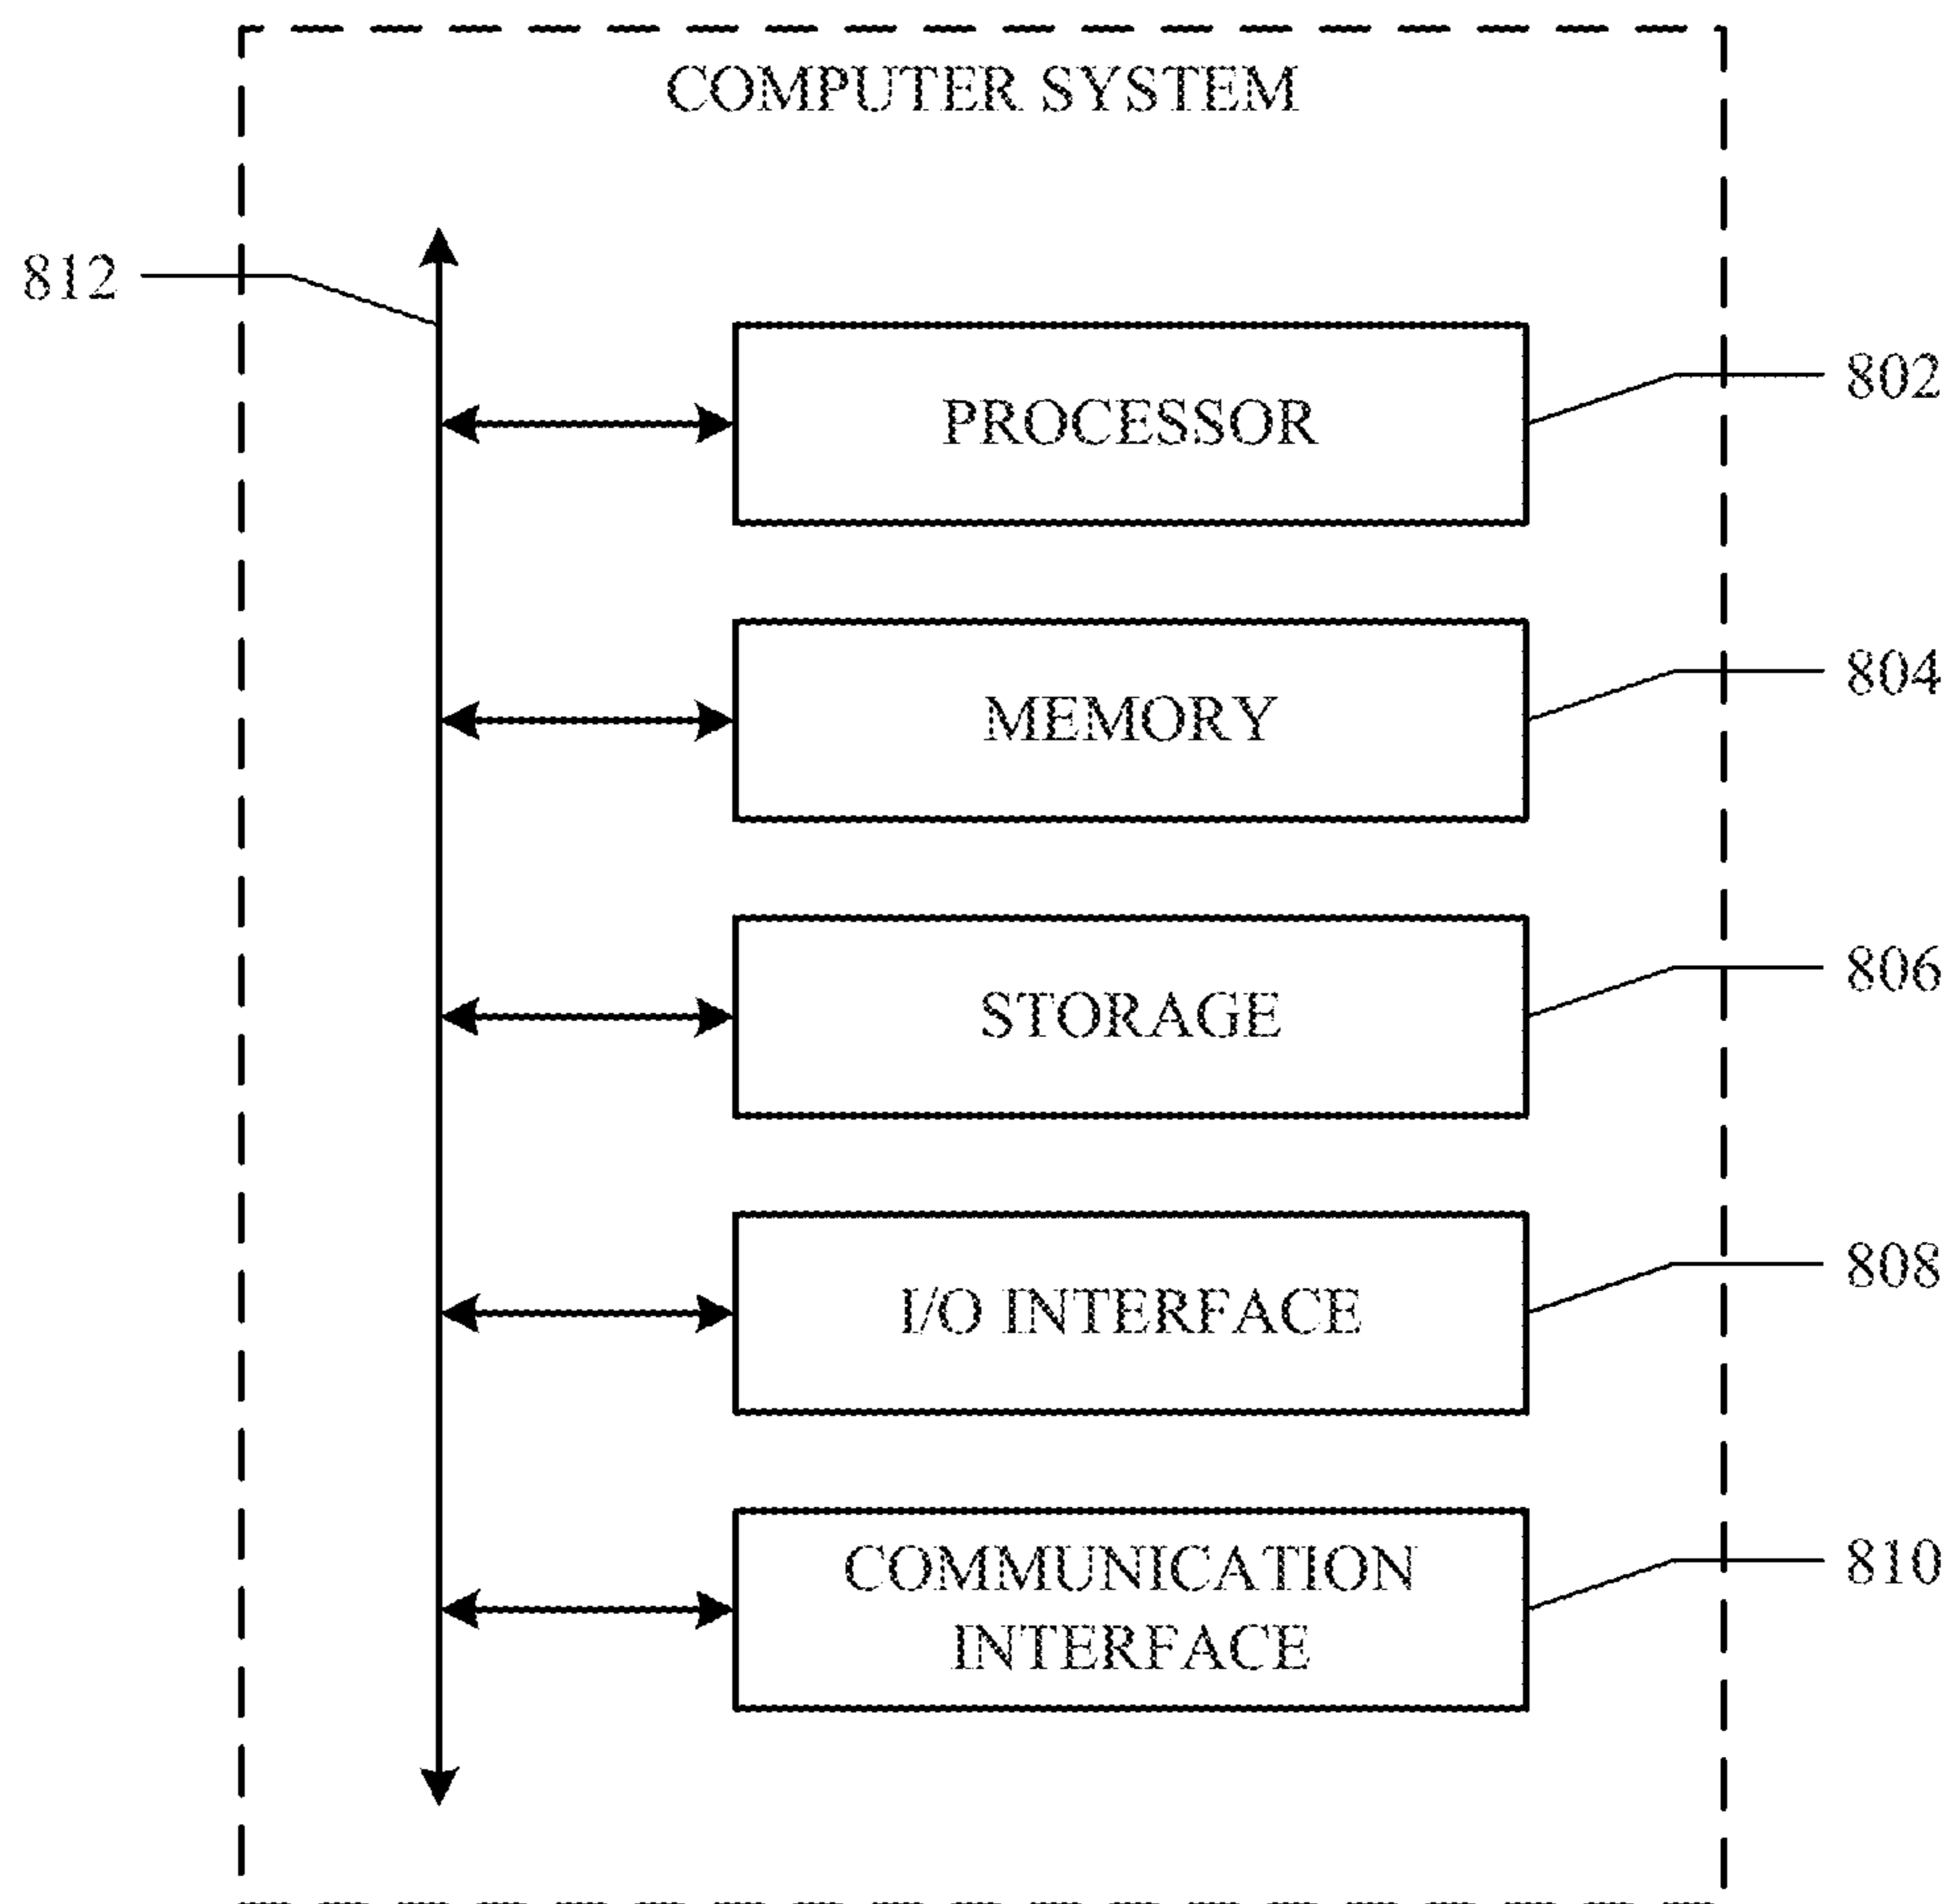 COMPUTER SYSTEM
812
PROCESSOR
802
MEMORY
804
STORAGE
806
I/O INTERFACE
808
COMMUNICATION
INTERFACE
810